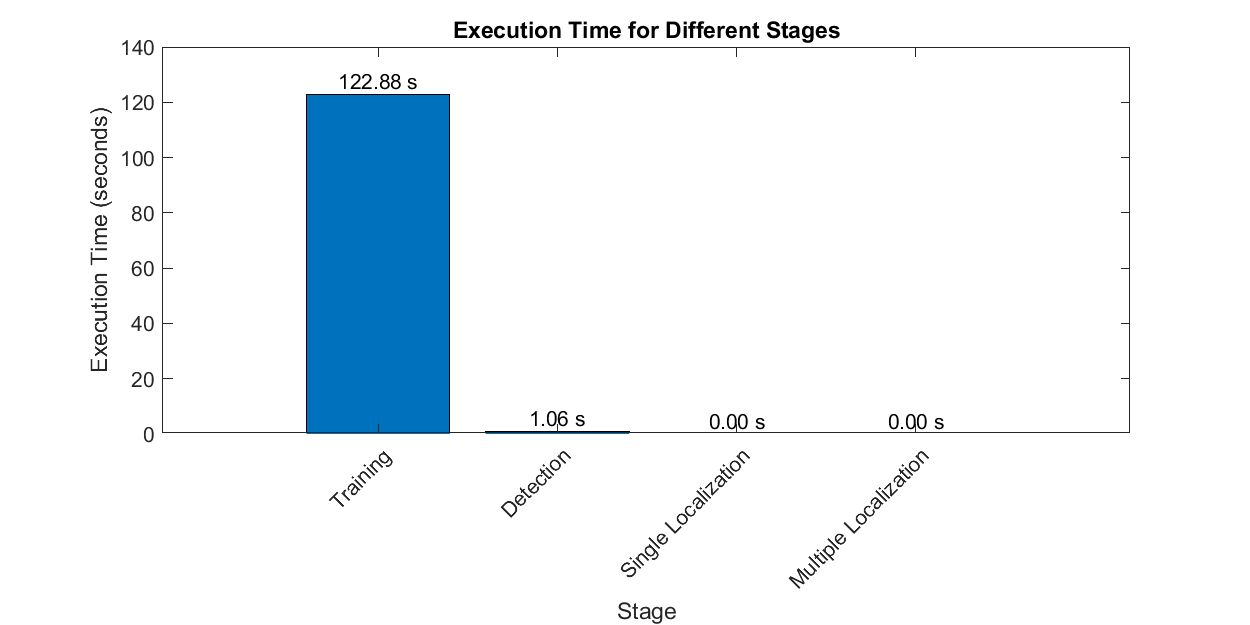 Execution Time for Different Stages
140
120
100
80
60
40
20
0
Execution Time (seconds)
122.88 s
1.06 s
0.00 s
0.00 s
Training
Detection
Single Localization
Multiple Localization
Stage